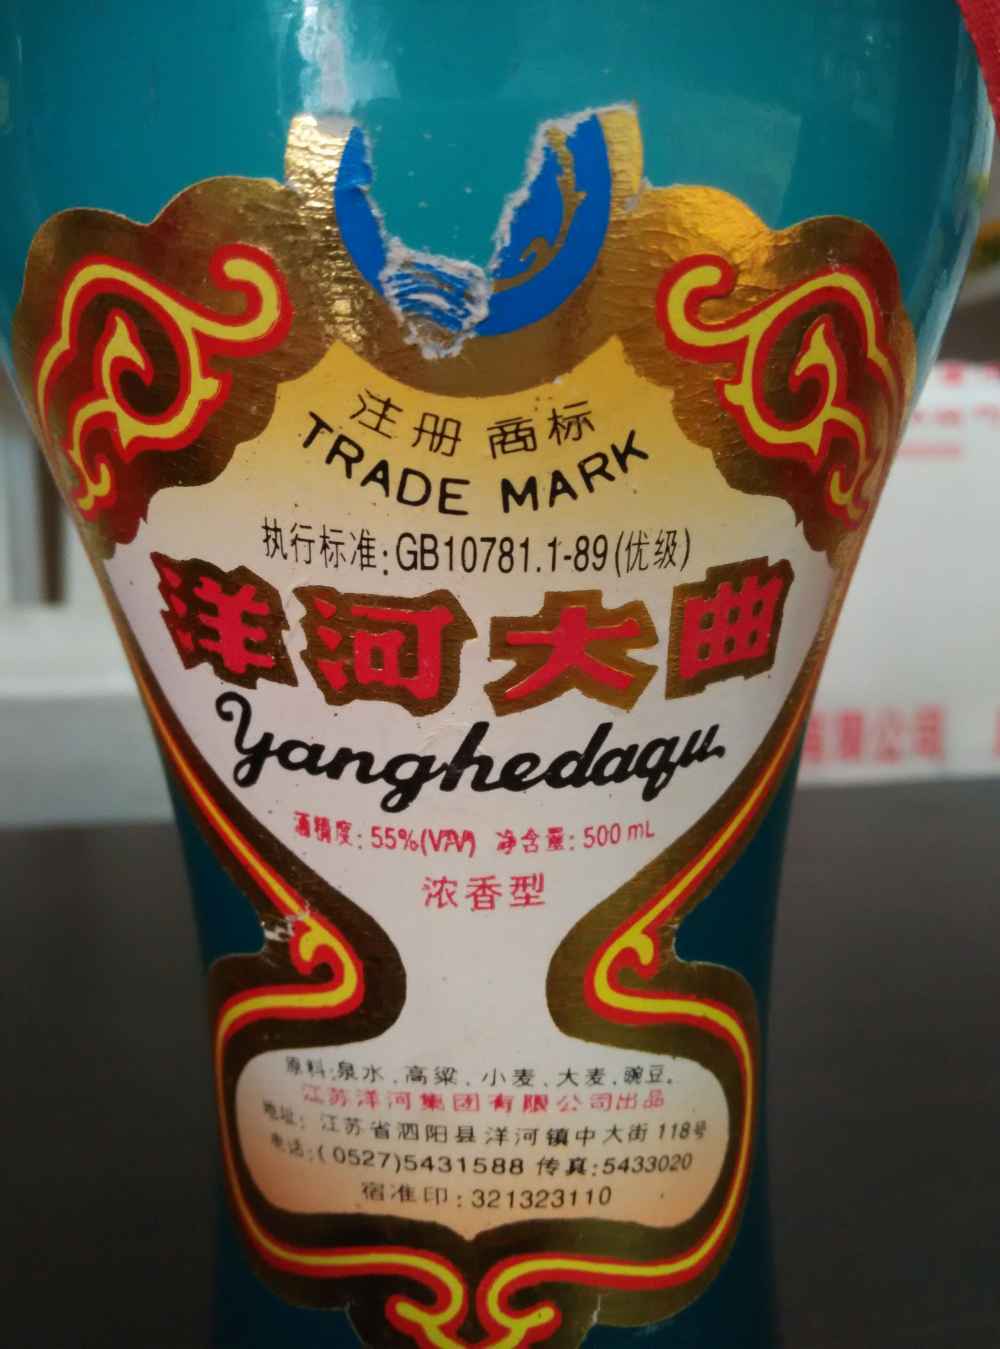 注册商标
TRADE MARK
执行标准:GB10781.1-89(优级)
洋河大曲
Yanghedaqu
酒精度:55%(V/V) 净含量:500mL
浓香型
原料:泉水、高粱、小麦、大麦、豌豆。
江苏洋河集团有限公司出品
地址:江苏省泗阳县洋河镇中大街118号
电话:(0527)5431588 传真:5433020
宿准印:321323110
限公司